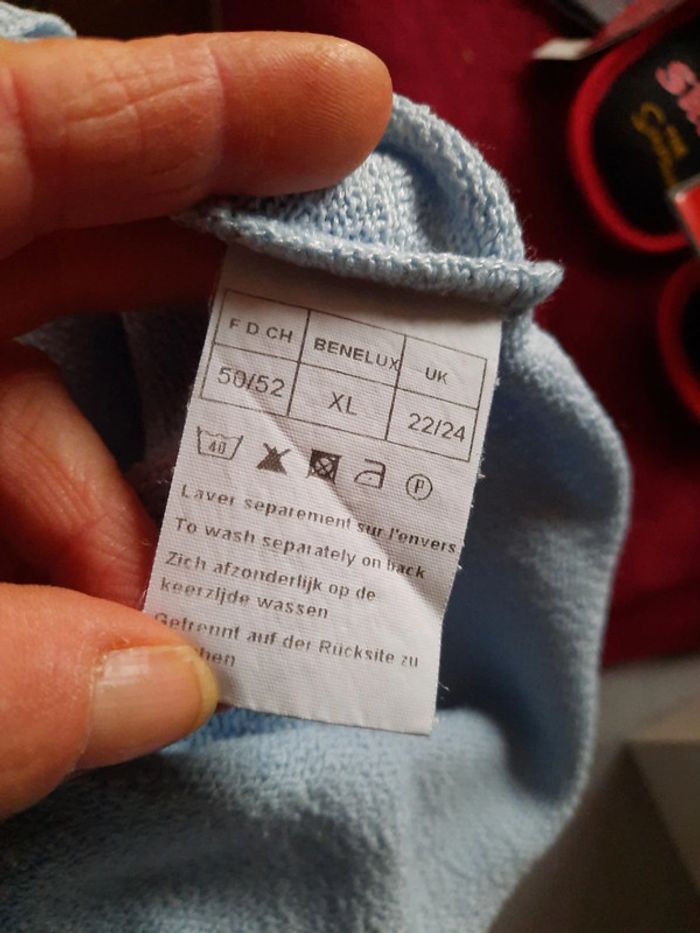 F D CH BENELUX UK
50/52 XL 22/24
40 P
Laver separement sur l'envers
To wash separately on back
Zich afzonderlijk op de
keerzijde wassen
Getrennt auf der Rücksite zu